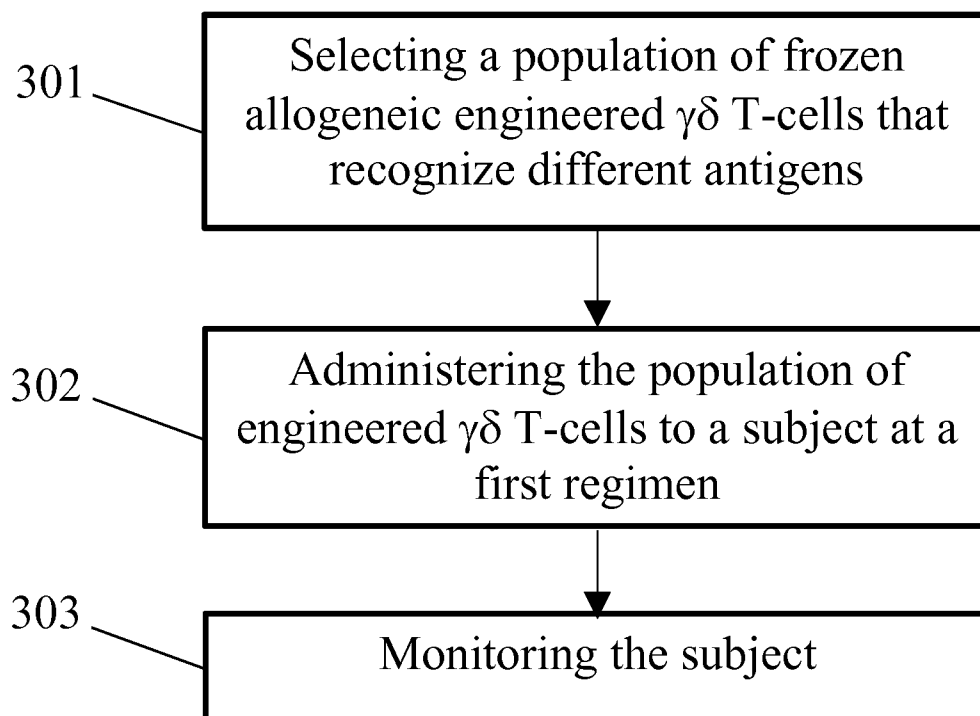 301
Selecting a population of frozen
allogeneic engineered γδ T-cells that
recognize different antigens
302
Administering the population of
engineered γδ T-cells to a subject at a
first regimen
303
Monitoring the subject